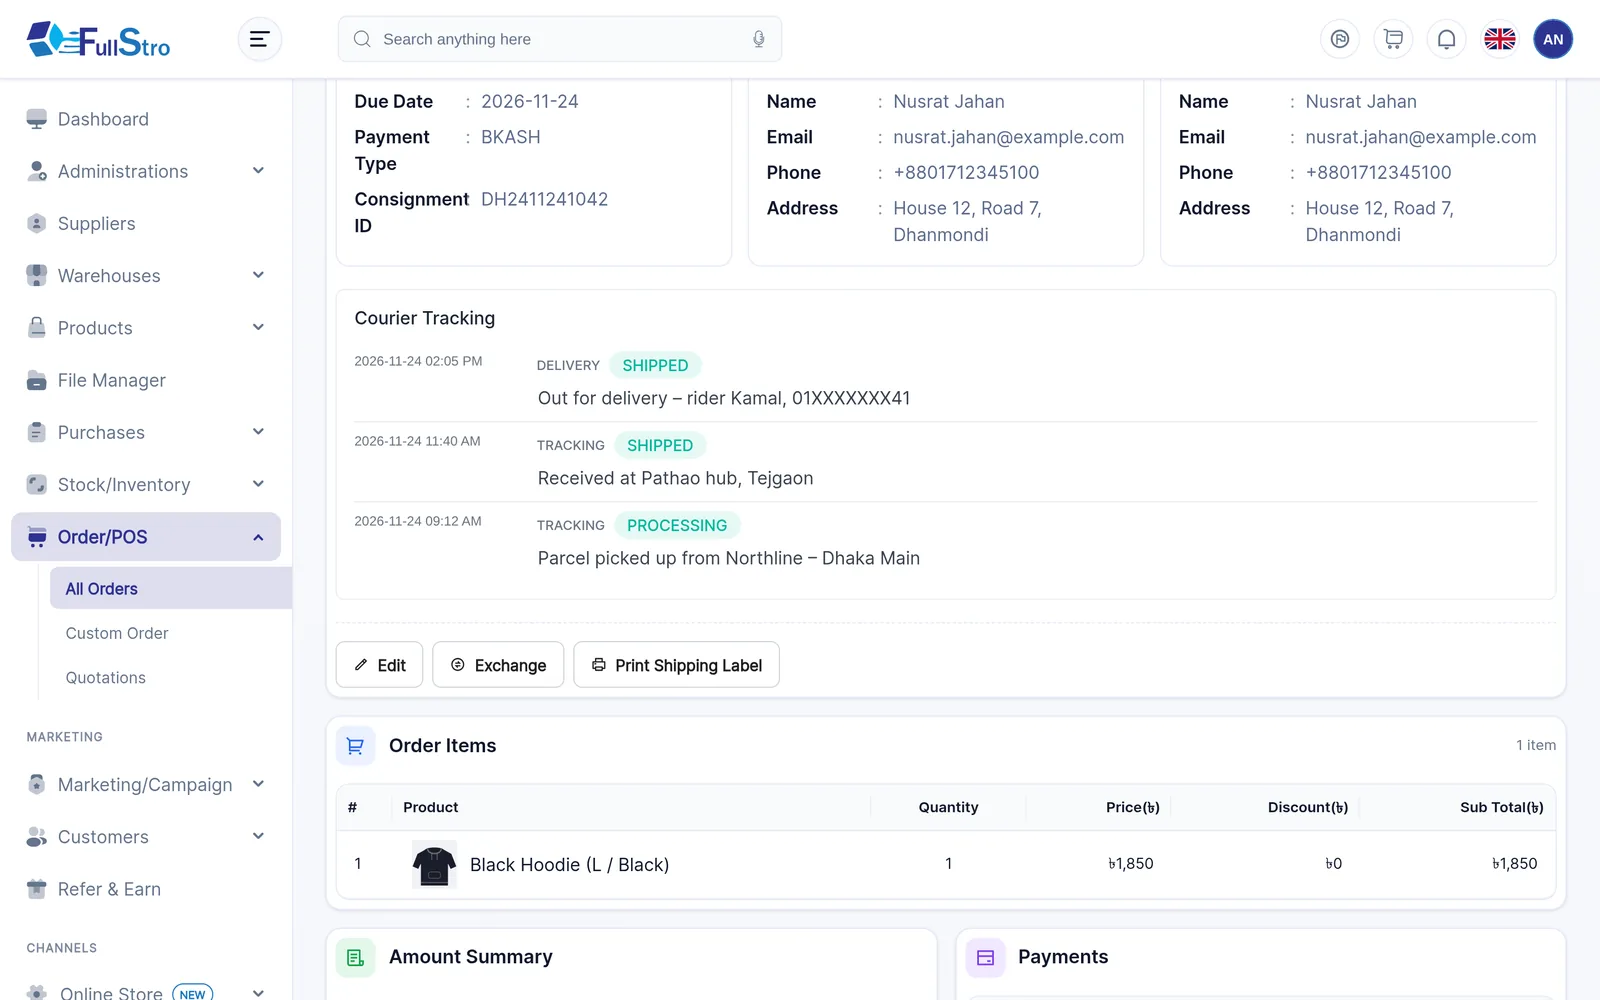 FullStro
Search anything here
AN
Dashboard
Administrations
Suppliers
Warehouses
Products
File Manager
Purchases
Stock/Inventory
Order/POS
All Orders
Custom Order
Quotations
MARKETING
Marketing/Campaign
Customers
Refer & Earn
CHANNELS
Online Store NEW
Due Date : 2026-11-24
Payment Type : BKASH
Consignment ID DH2411241042
Name : Nusrat Jahan
Email : nusrat.jahan@example.com
Phone : +8801712345100
Address : House 12, Road 7,
Dhanmondi
Name : Nusrat Jahan
Email : nusrat.jahan@example.com
Phone : +8801712345100
Address : House 12, Road 7,
Dhanmondi
Courier Tracking
2026-11-24 02:05 PM DELIVERY SHIPPED
Out for delivery – rider Kamal, 01XXXXXXX41
2026-11-24 11:40 AM TRACKING SHIPPED
Received at Pathao hub, Tejgaon
2026-11-24 09:12 AM TRACKING PROCESSING
Parcel picked up from Northline – Dhaka Main
Edit Exchange Print Shipping Label
Order Items 1 item
# Product Quantity Price(৳) Discount(৳) Sub Total(৳)
1 Black Hoodie (L / Black) 1 ৳1,850 ৳0 ৳1,850
Amount Summary
Payments